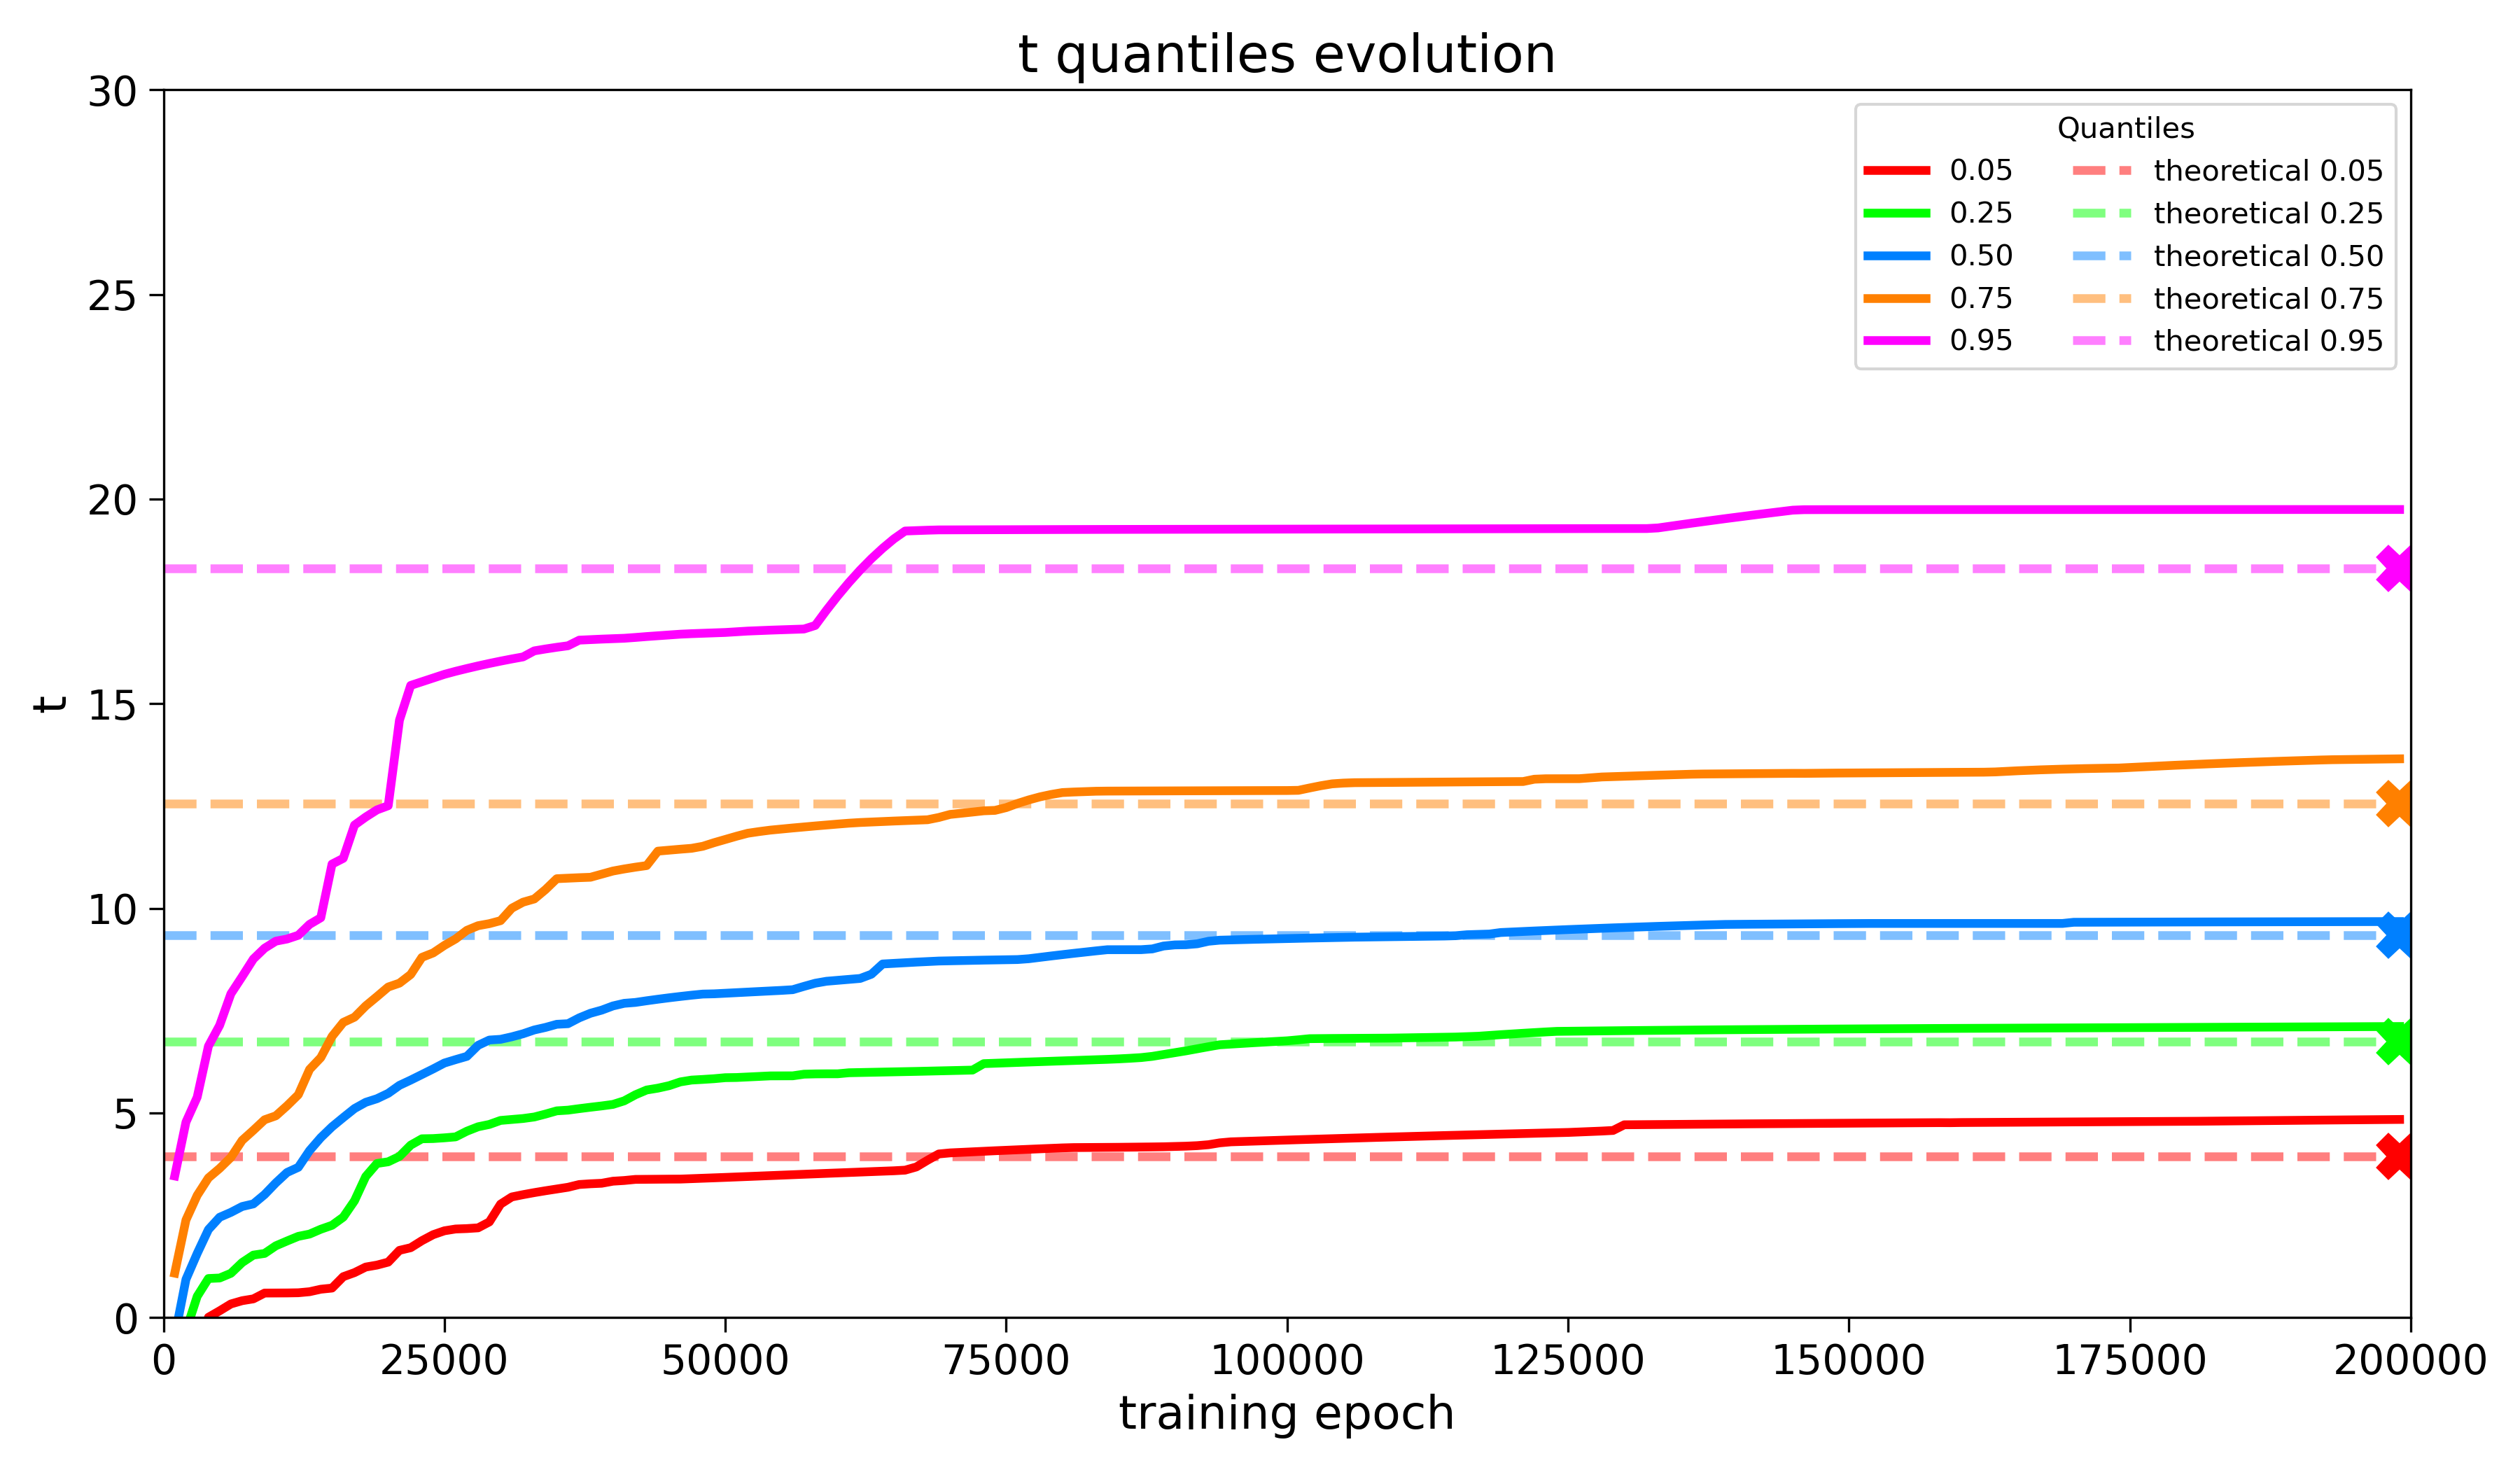 t quantiles evolution
30
25
20
15
10
5
0
t
Quantiles
0.05 theoretical 0.05
0.25 theoretical 0.25
0.50 theoretical 0.50
0.75 theoretical 0.75
0.95 theoretical 0.95
0 25000 50000 75000 100000 125000 150000 175000 200000
training epoch